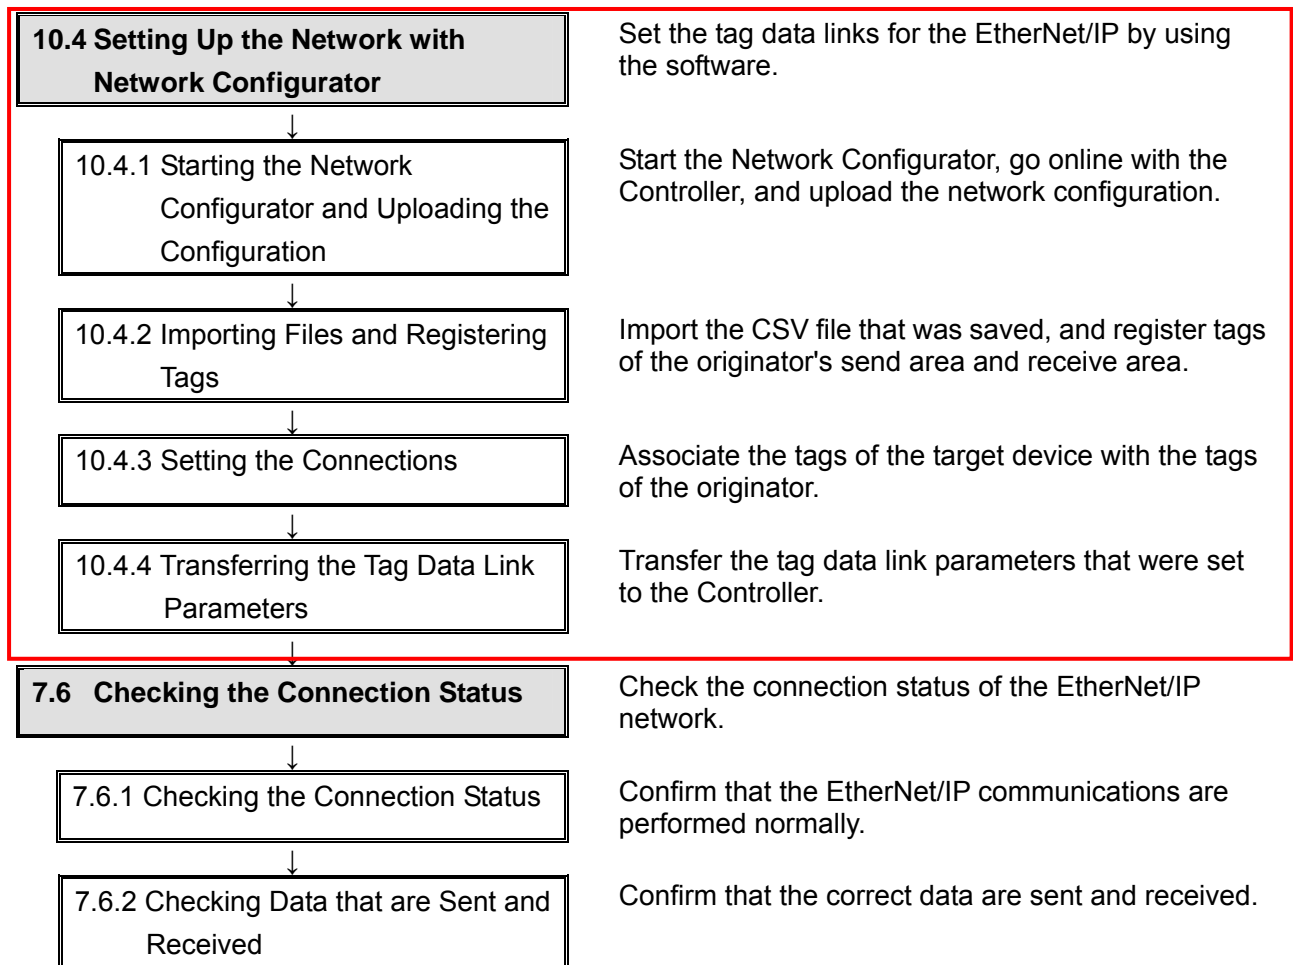 10.4 Setting Up the Network with
Network Configurator
Set the tag data links for the EtherNet/IP by using
the software.
↓
10.4.1 Starting the Network
Configurator and Uploading the
Configuration
Start the Network Configurator, go online with the
Controller, and upload the network configuration.
↓
10.4.2 Importing Files and Registering
Tags
Import the CSV file that was saved, and register tags
of the originator's send area and receive area.
↓
10.4.3 Setting the Connections
Associate the tags of the target device with the tags
of the originator.
↓
10.4.4 Transferring the Tag Data Link
Parameters
Transfer the tag data link parameters that were set
to the Controller.
↓
7.6 Checking the Connection Status
Check the connection status of the EtherNet/IP
network.
↓
7.6.1 Checking the Connection Status
Confirm that the EtherNet/IP communications are
performed normally.
↓
7.6.2 Checking Data that are Sent and
Received
Confirm that the correct data are sent and received.